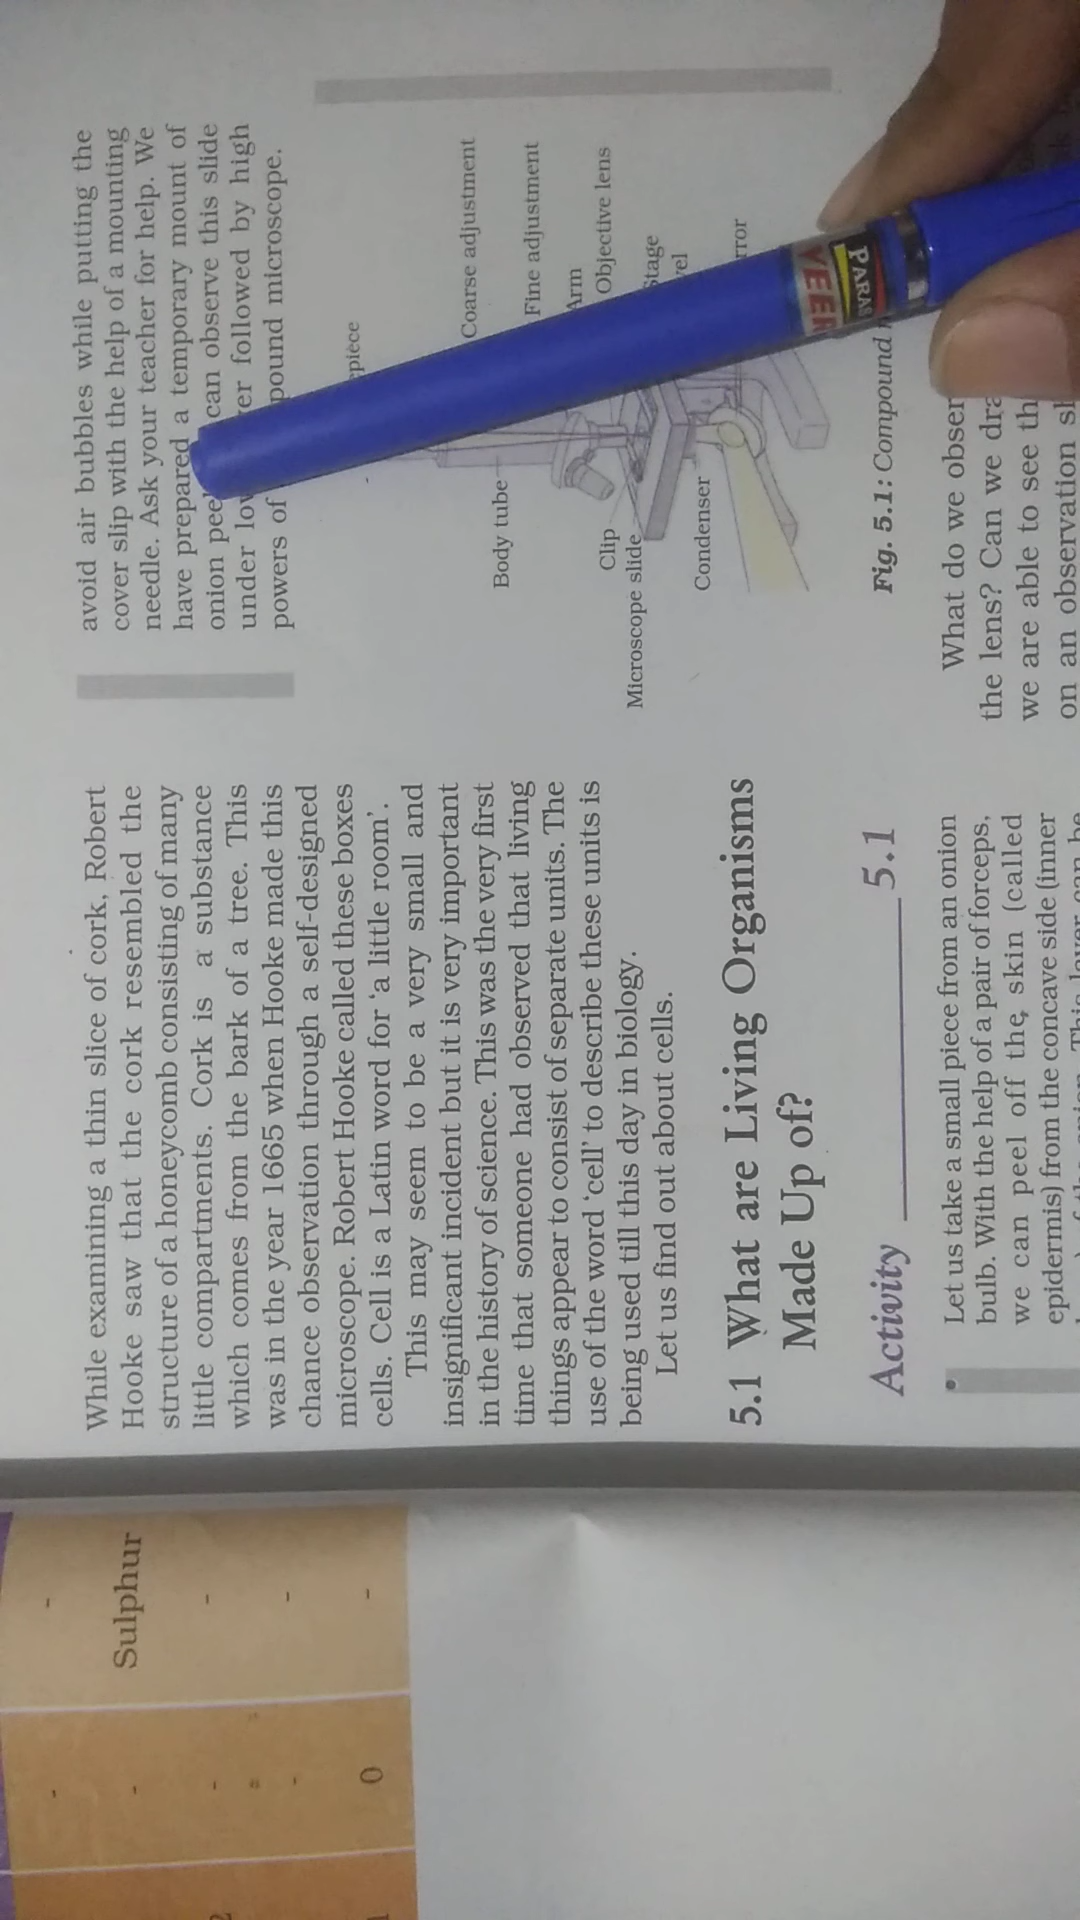 While examining a thin slice of cork, Robert
Hooke saw that the cork resembled the
structure of a honeycomb consisting of many
little compartments. Cork is a substance
which comes from the bark of a tree. This
was in the year 1665 when Hooke made this
chance observation through a self-designed
microscope. Robert Hooke called these boxes
cells. Cell is a Latin word for ‘a little room’.
This may seem to be a very small and
insignificant incident but it is very important
in the history of science. This was the very first
time that someone had observed that living
things appear to consist of separate units. The
use of the word ‘cell’ to describe these units is
being used till this day in biology.
Let us find out about cells.
5.1 What are Living Organisms
Made Up of?
Activity 5.1
• Let us take a small piece from an onion
bulb. With the help of a pair of forceps,
we can peel off the skin (called
epidermis) from the concave side (inner
avoid air bubbles while putting the
cover slip with the help of a mounting
needle. Ask your teacher for help. We
have prepared a temporary mount of
onion can observe this slide
under followed by high
powers of microscope.
Coarse adjustment
Body tube
Fine adjustment
Arm
Clip
Objective lens
Microscope slide
Condenser
Fig. 5.1: Compound
What do we
the lens? Can we
we are able to see
on an observation
PARAS
VEER
Sulphur
0